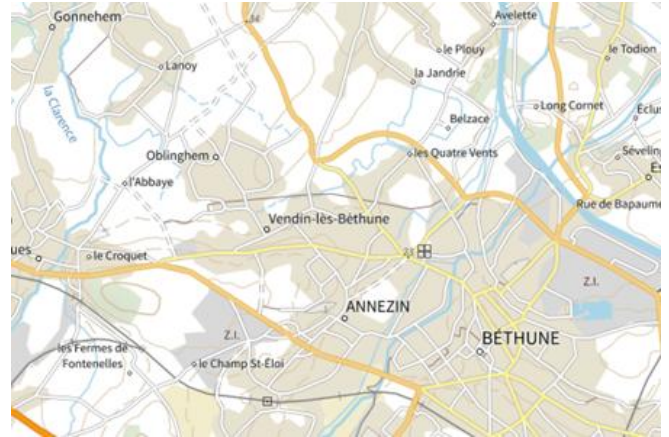 Gonnehem
34
Avelette
le Plouy
le Todion
Lanoy
la Jandrie
la Clarence
Long Cornet
Belzace
Oblinghem
les Quatre Vents
l'Abbaye
Rue de Bapaume
Vendin-lès-Béthune
23
ues
le Croquet
Z.I.
ANNEZIN
Z.I.
BÉTHUNE
les Fermes de
Fontenelles
le Champ St-Éloi